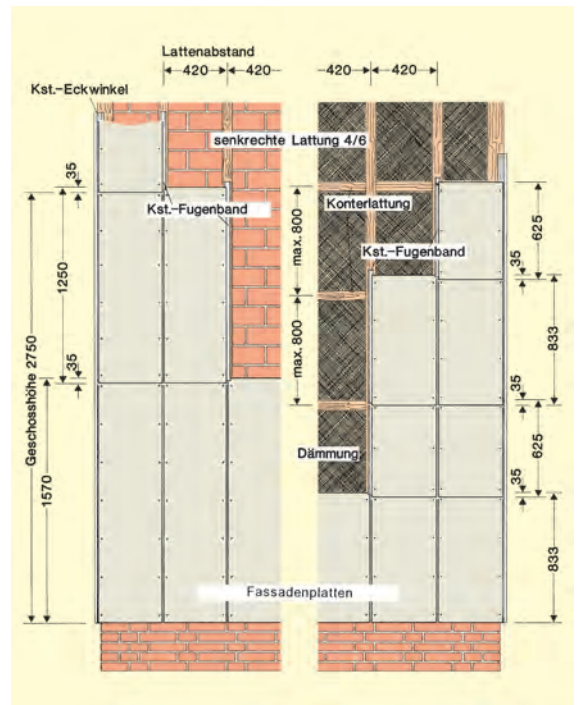 Lattenabstand
420 420
420 420
Kst.-Eckwinkel
senkrechte Lattung 4/6
35
Kst.-Fugenband
Konterlattung
Kst.-Fugenband
max. 800
625
35
1250
Geschosshöhe 2750
833
max. 800
35
35
1570
625
Dämmung
35
833
Fassadenplatten